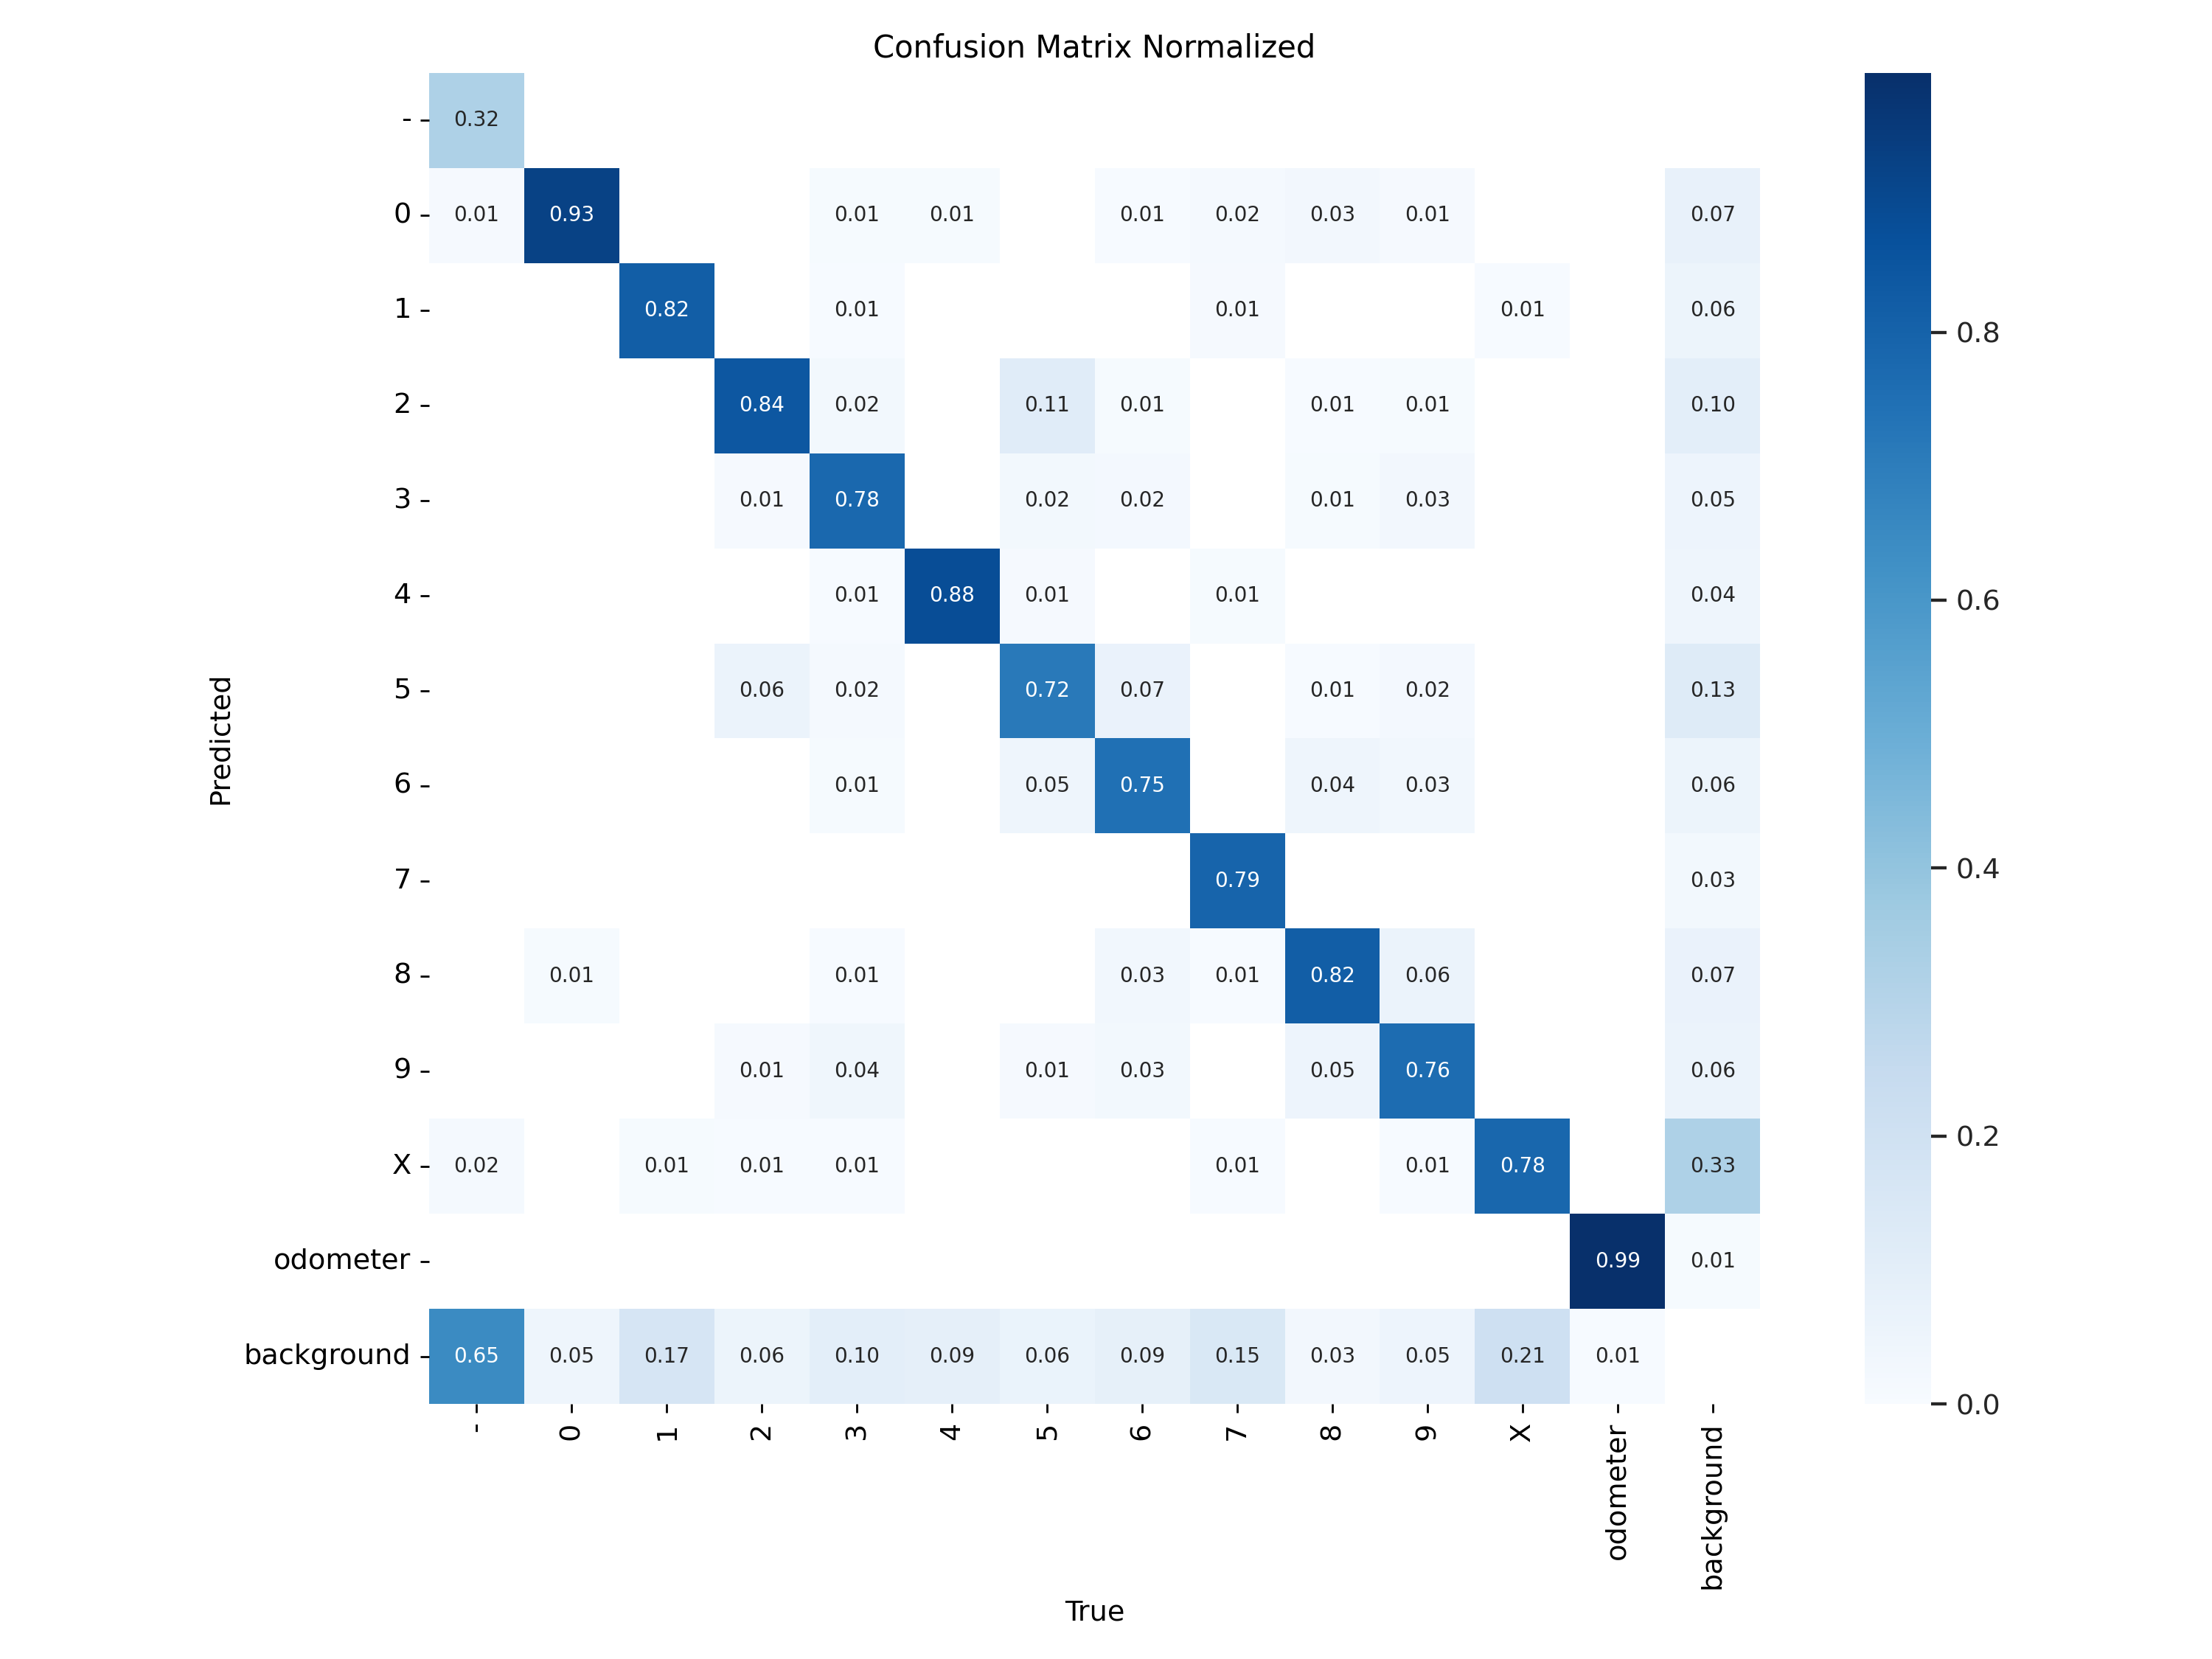 Confusion Matrix Normalized
Predicted
- 0.32
0 0.01 0.93 0.01 0.01 0.01 0.02 0.03 0.01 0.07
1 0.82 0.01 0.01 0.01 0.06
2 0.84 0.02 0.11 0.01 0.01 0.01 0.10
3 0.01 0.78 0.02 0.02 0.01 0.03 0.05
4 0.01 0.88 0.01 0.01 0.04
5 0.06 0.02 0.72 0.07 0.01 0.02 0.13
6 0.01 0.05 0.75 0.04 0.03 0.06
7 0.79 0.03
8 0.01 0.01 0.03 0.01 0.82 0.06 0.07
9 0.01 0.04 0.01 0.03 0.05 0.76 0.06
X 0.02 0.01 0.01 0.01 0.01 0.01 0.78 0.33
odometer 0.99 0.01
background 0.65 0.05 0.17 0.06 0.10 0.09 0.06 0.09 0.15 0.03 0.05 0.21 0.01
- 0 1 2 3 4 5 6 7 8 9 X odometer background
True
0.8
0.6
0.4
0.2
0.0